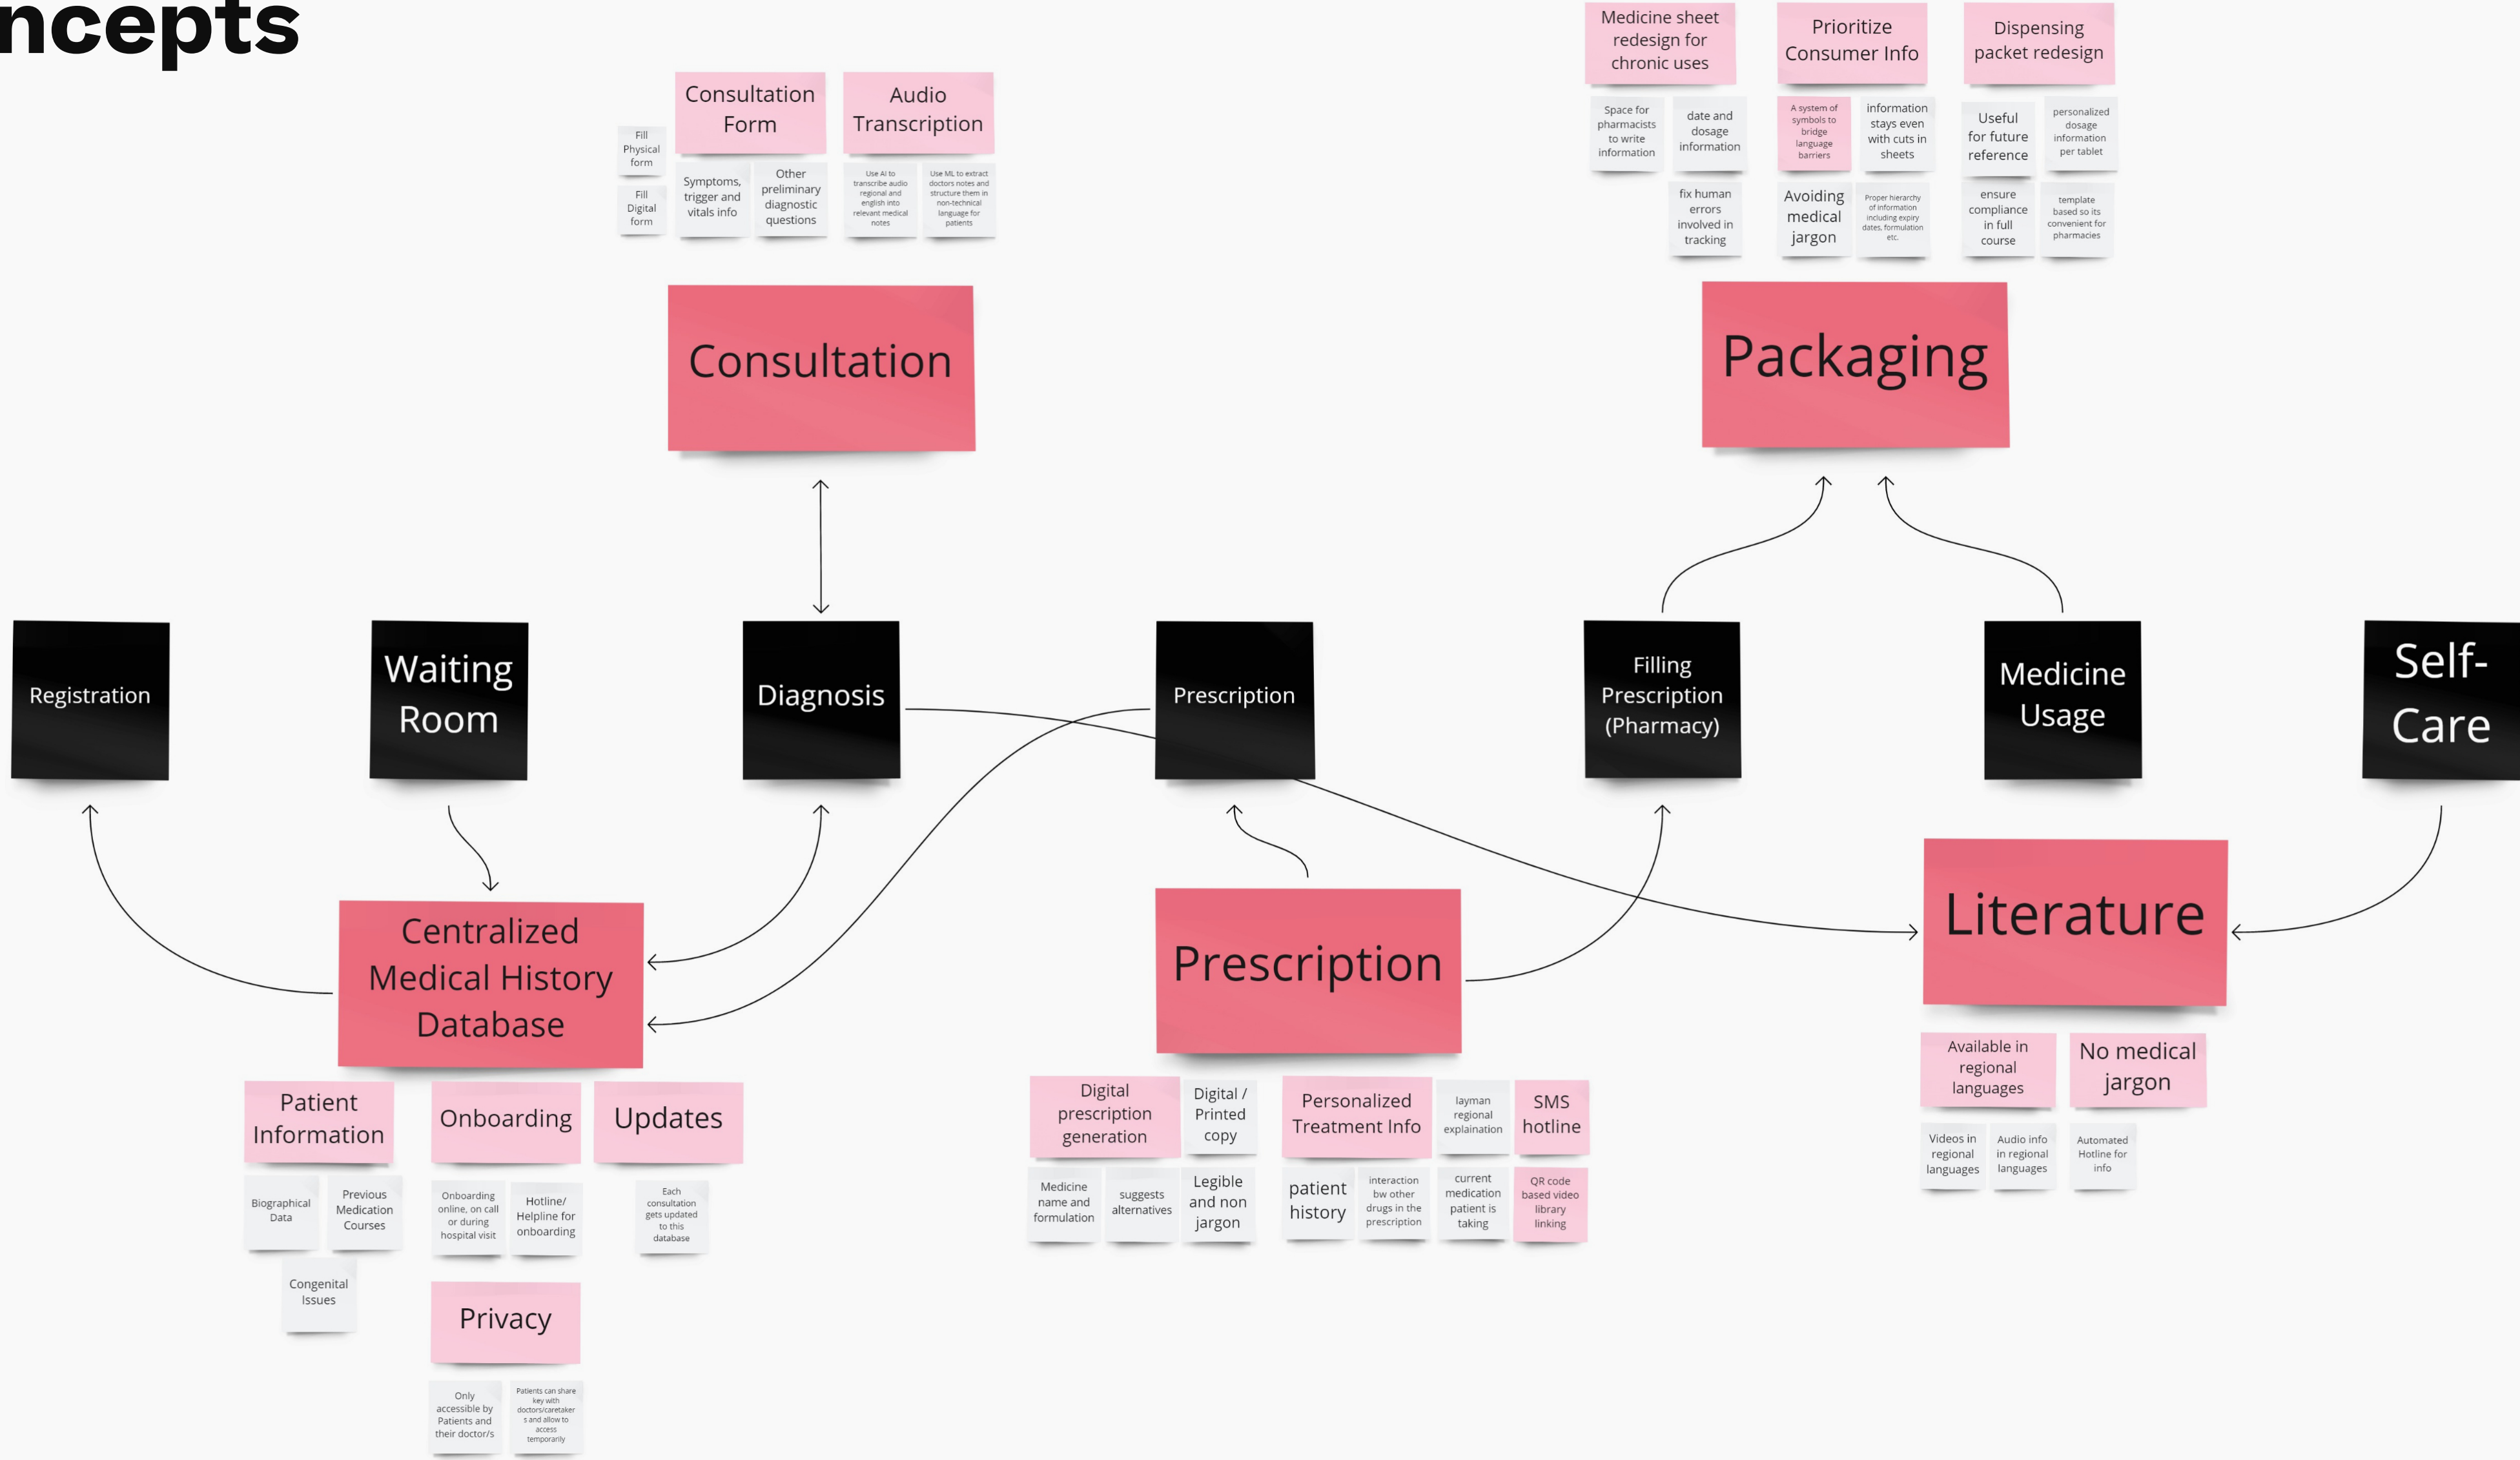 ncepts
Consultation
Form
Audio
Transcription
Fill
Physical
form
Fill
Digital
form
Symptoms,
trigger and
vitals info
Other
preliminary
diagnostic
questions
Use AI to
transcribe audio
regional and
english into
relevant medical
notes
Use ML to extract
doctors notes and
structure them in
non-technical
language for
patients
Consultation
Medicine sheet
redesign for
chronic uses
Prioritize
Consumer Info
Dispensing
packet redesign
Space for
pharmacists
to write
information
date and
dosage
information
fix human
errors
involved in
tracking
A system of
symbols to
bridge
language
barriers
information
stays even
with cuts in
sheets
Avoiding
medical
jargon
Proper hierarchy
of information
including expiry
dates, formulation
etc.
Useful
for future
reference
personalized
dosage
information
per tablet
ensure
compliance
in full
course
template
based so its
convenient for
pharmacies
Packaging
Registration
Waiting
Room
Diagnosis
Prescription
Filling
Prescription
(Pharmacy)
Medicine
Usage
Self-
Care
Centralized
Medical History
Database
Patient
Information
Onboarding
Updates
Biographical
Data
Previous
Medication
Courses
Congenital
Issues
Onboarding
online, on call
or during
hospital visit
Hotline/
Helpline for
onboarding
Each
consultation
gets updated
to this
database
Privacy
Only
accessible by
Patients and
their doctor/s
Patients can share
key with
doctors/caretaker
s and allow to
access
temporarily
Prescription
Digital
prescription
generation
Digital /
Printed
copy
Medicine
name and
formulation
suggests
alternatives
Legible
and non
jargon
Personalized
Treatment Info
layman
regional
explaination
SMS
hotline
patient
history
interaction
bw other
drugs in the
prescription
current
medication
patient is
taking
QR code
based video
library
linking
Literature
Available in
regional
languages
No medical
jargon
Videos in
regional
languages
Audio info
in regional
languages
Automated
Hotline for
info